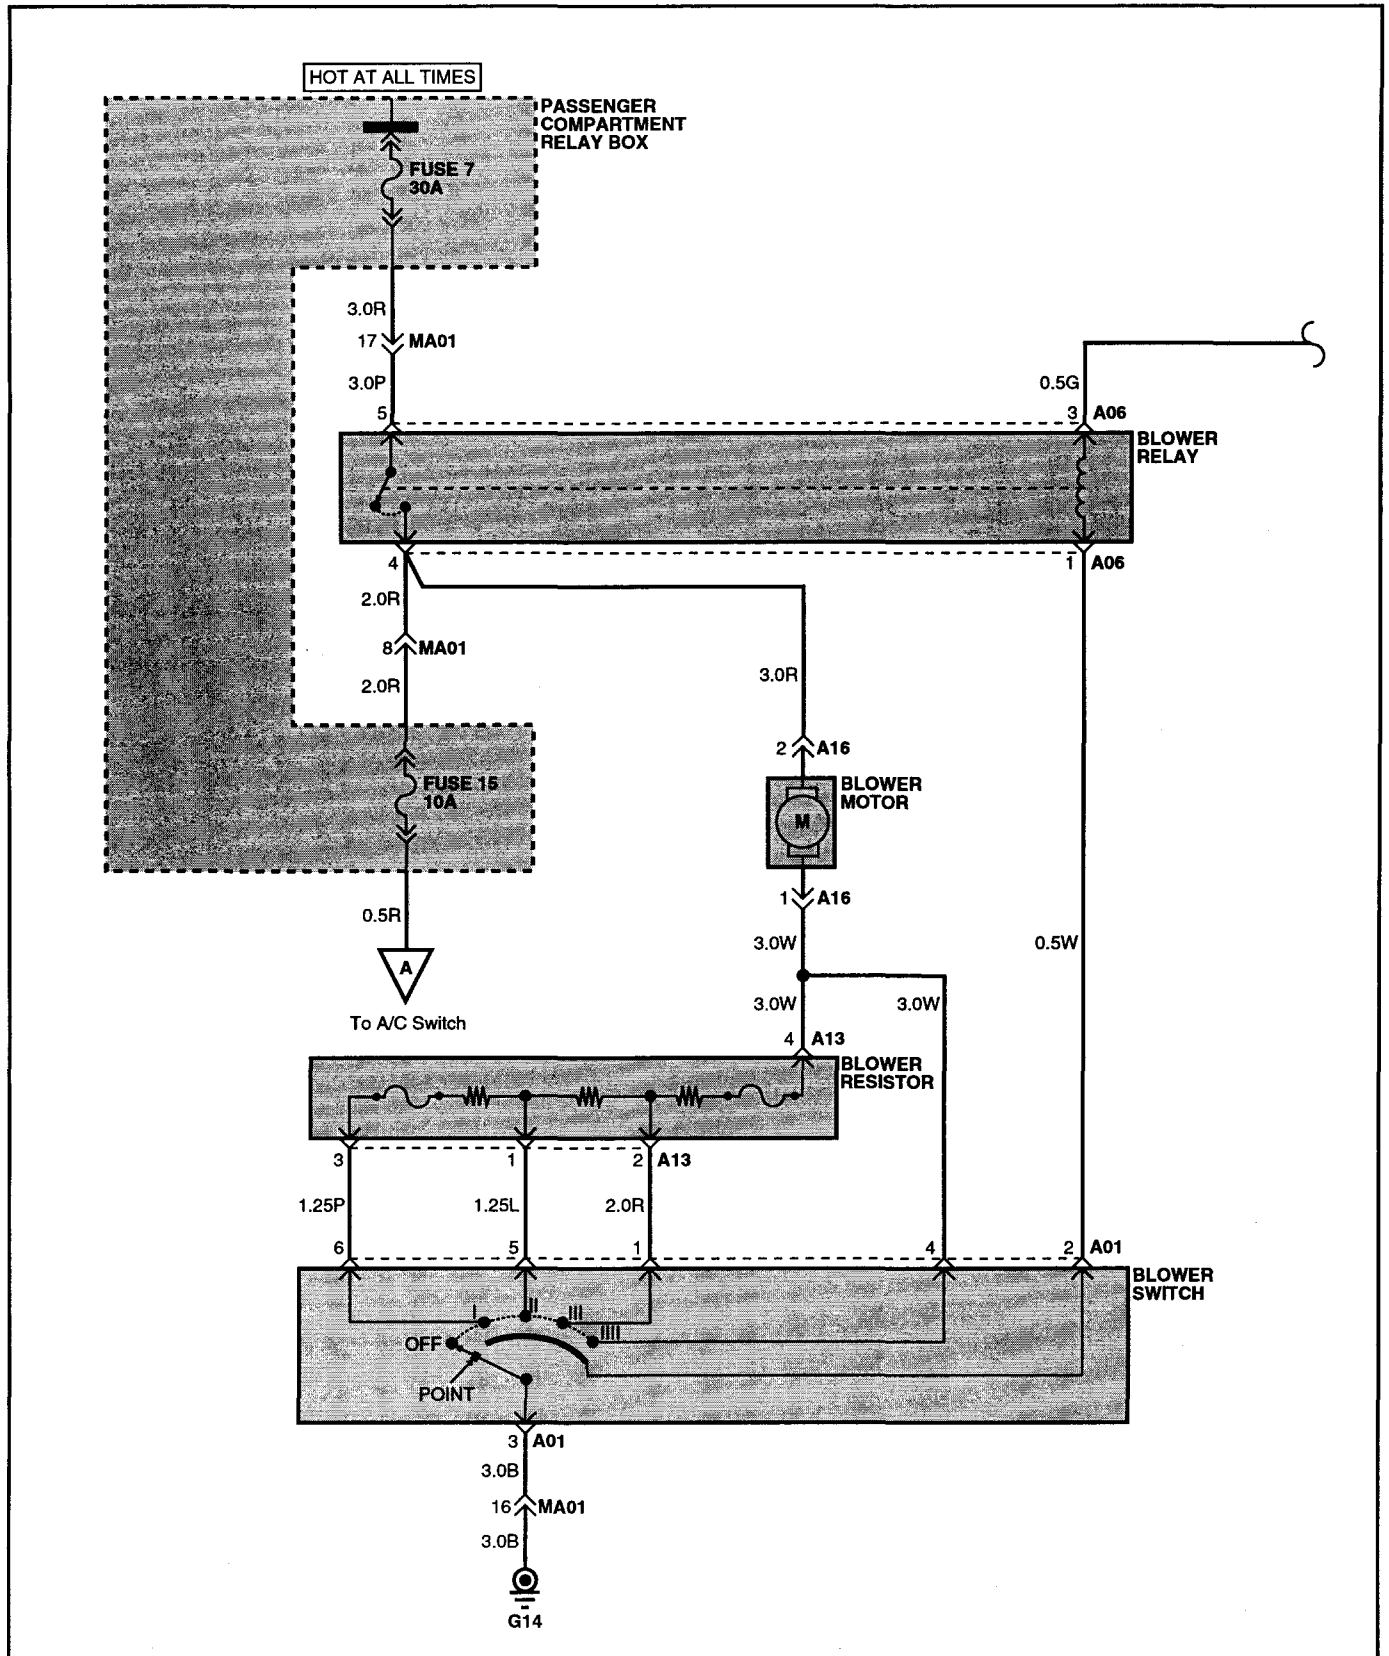 HOT AT ALL TIMES
PASSENGER
COMPARTMENT
RELAY BOX
FUSE 7
30A
3.0R
17 MA01
3.0P
0.5G
5
3 A06
BLOWER
RELAY
4
1 A06
2.0R
8 MA01
2.0R
3.0R
2 A16
FUSE 15
10A
BLOWER
MOTOR
M
1 A16
0.5R
3.0W
0.5W
A
3.0W
3.0W
To A/C Switch
4 A13
BLOWER
RESISTOR
3
1
2 A13
1.25P
1.25L
2.0R
6
5
1
4
2 A01
BLOWER
SWITCH
I
II
III
IIII
OFF
POINT
3 A01
3.0B
16 MA01
3.0B
G14